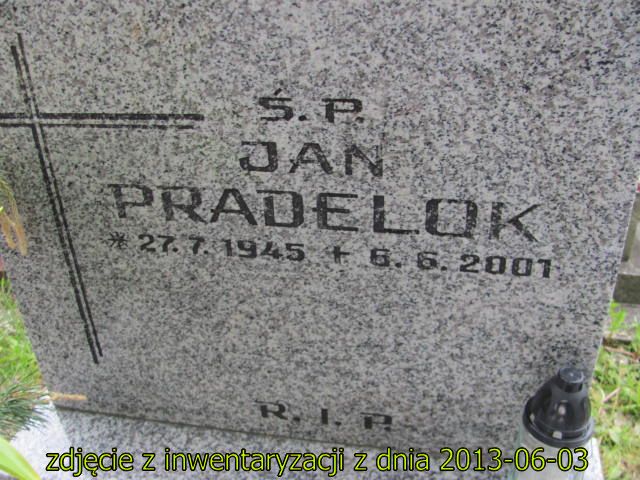 Ś. P.
JAN
PRADELOK
* 27. 7. 1945 + 6. 6. 2001
R. I. P.
zdjęcie z inwentaryzacji z dnia 2013-06-03